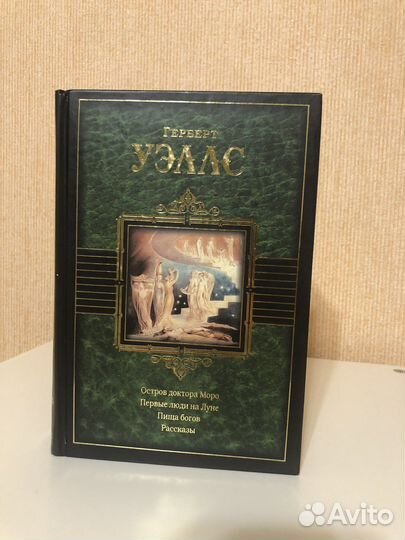 Герберт
УЭЛЛС
Остров доктора Моро
Первые люди на Луне
Пища богов
Рассказы
Avito